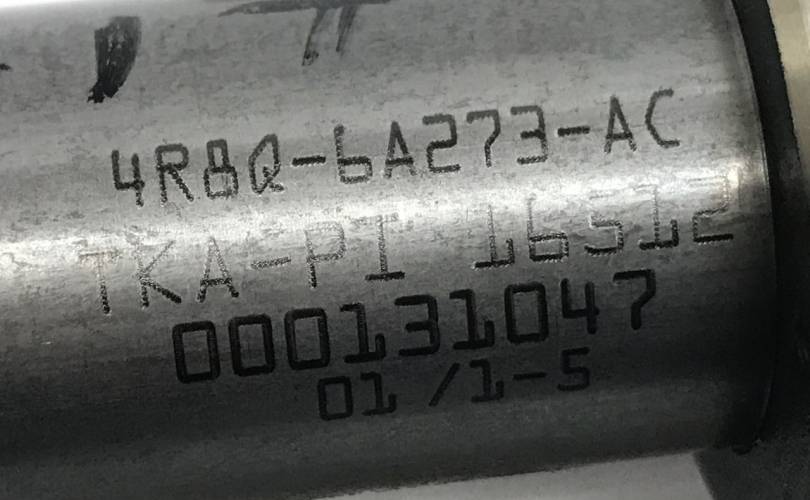 4R8Q-6A273-AC
TKA-PI 16512
000131047
01/1-5